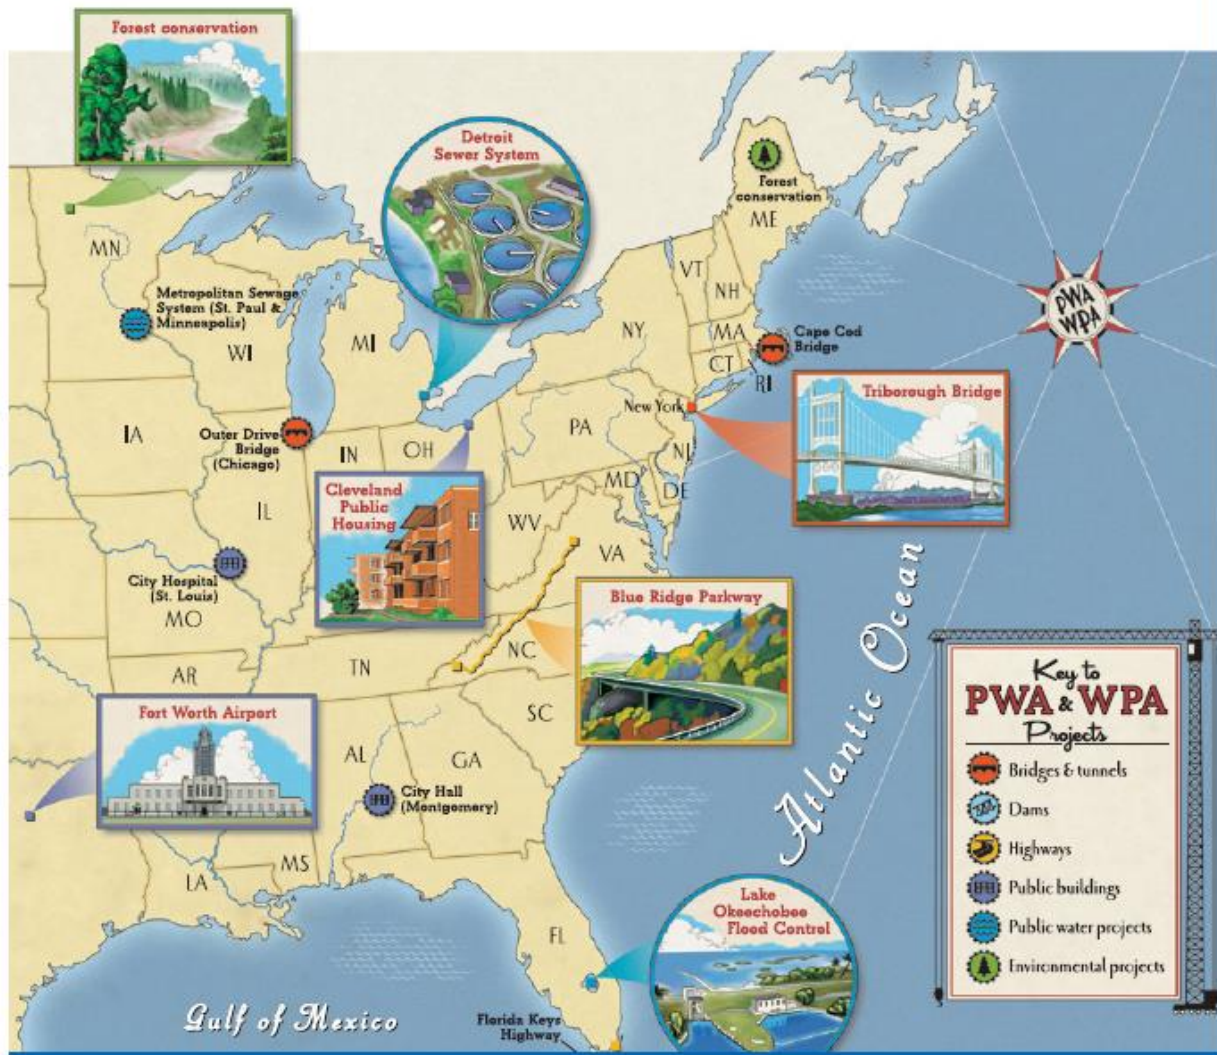 Forest conservation
Detroit
Sewer System
Forest
conservation
ME
MN
VT
NH
Metropolitan Sewage
System (St. Paul &
Minneapolis)
PWA
WPA
WI
MI
NY
MA
Cape Cod
Bridge
CT
RI
Triborough Bridge
New York
IA
Outer Drive
Bridge
(Chicago)
IN
OH
PA
NJ
MD
DE
Cleveland
Public
Housing
IL
WV
VA
City Hospital
(St. Louis)
MO
Blue Ridge Parkway
Atlantic Ocean
TN
NC
AR
Key to
PWA & WPA
Projects
Bridges & tunnels
Dams
Highways
Public buildings
Public water projects
Environmental projects
Fort Worth Airport
SC
AL
GA
City Hall
(Montgomery)
MS
LA
Lake
Okeechobee
Flood Control
FL
Gulf of Mexico
Florida Keys
Highway